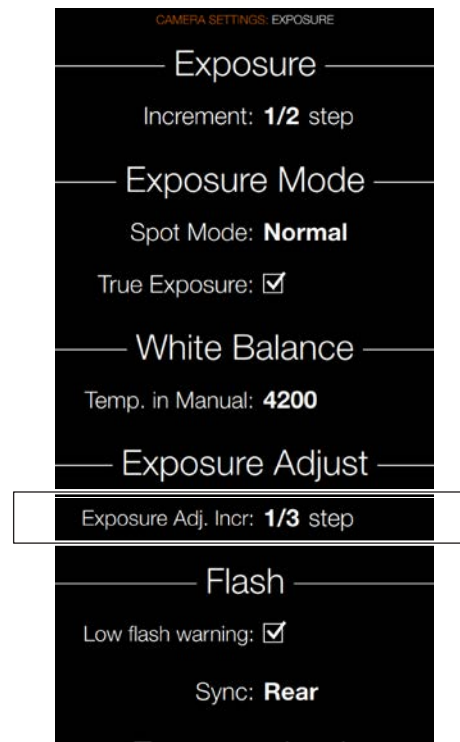 CAMERA SETTINGS: EXPOSURE
Exposure
Increment: 1/2 step
Exposure Mode
Spot Mode: Normal
True Exposure:
White Balance
Temp. in Manual: 4200
Exposure Adjust
Exposure Adj. Incr: 1/3 step
Flash
Low flash warning:
Sync: Rear